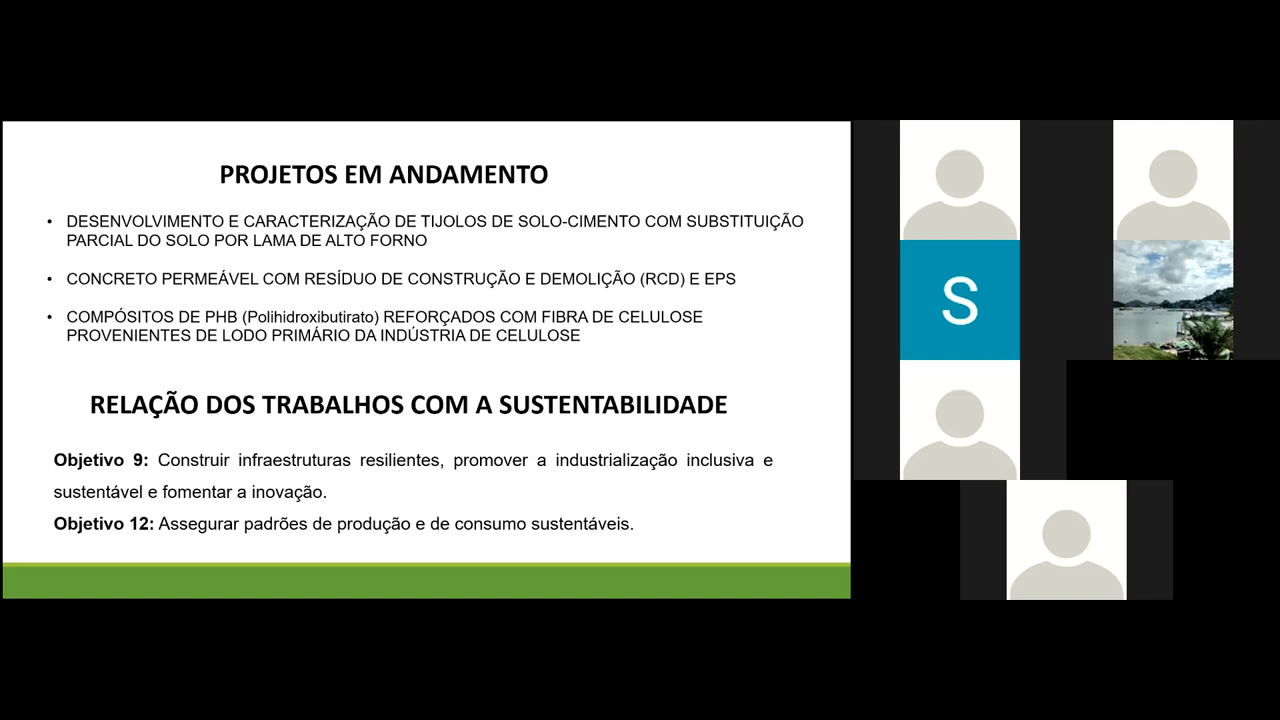 PROJETOS EM ANDAMENTO
• DESENVOLVIMENTO E CARACTERIZAÇÃO DE TIJOLOS DE SOLO-CIMENTO COM SUBSTITUIÇÃO
PARCIAL DO SOLO POR LAMA DE ALTO FORNO
• CONCRETO PERMEÁVEL COM RESÍDUO DE CONSTRUÇÃO E DEMOLIÇÃO (RCD) E EPS
• COMPÓSITOS DE PHB (Polihidroxibutirato) REFORÇADOS COM FIBRA DE CELULOSE
PROVENIENTES DE LODO PRIMÁRIO DA INDÚSTRIA DE CELULOSE
RELAÇÃO DOS TRABALHOS COM A SUSTENTABILIDADE
Objetivo 9: Construir infraestruturas resilientes, promover a industrialização inclusiva e
sustentável e fomentar a inovação.
Objetivo 12: Assegurar padrões de produção e de consumo sustentáveis.
S